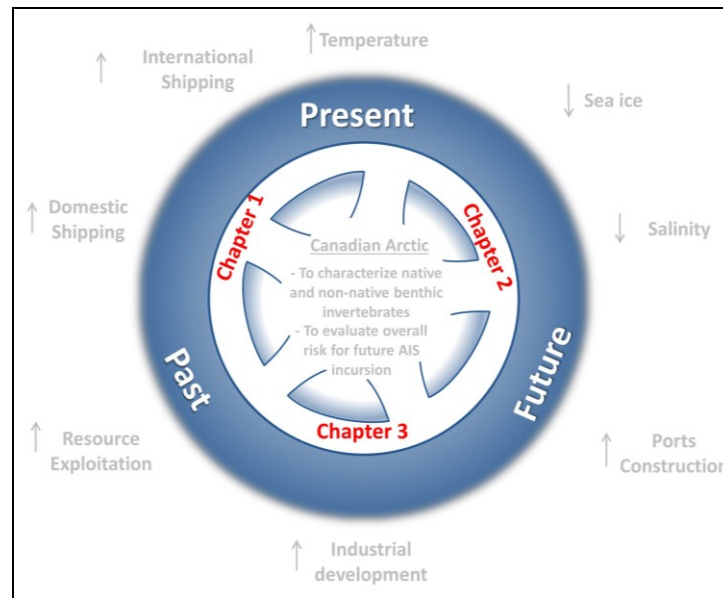 ↑ Temperature
↑ International
Shipping
Present
↓ Sea ice
↑ Domestic
Shipping
Chapter 1
Chapter 2
↓ Salinity
Canadian Arctic
- To characterize native
and non-native benthic
invertebrates
- To evaluate overall
risk for future AIS
incursion
Past
Future
Chapter 3
↑ Resource
Exploitation
↑ Ports
Construction
↑ Industrial
development